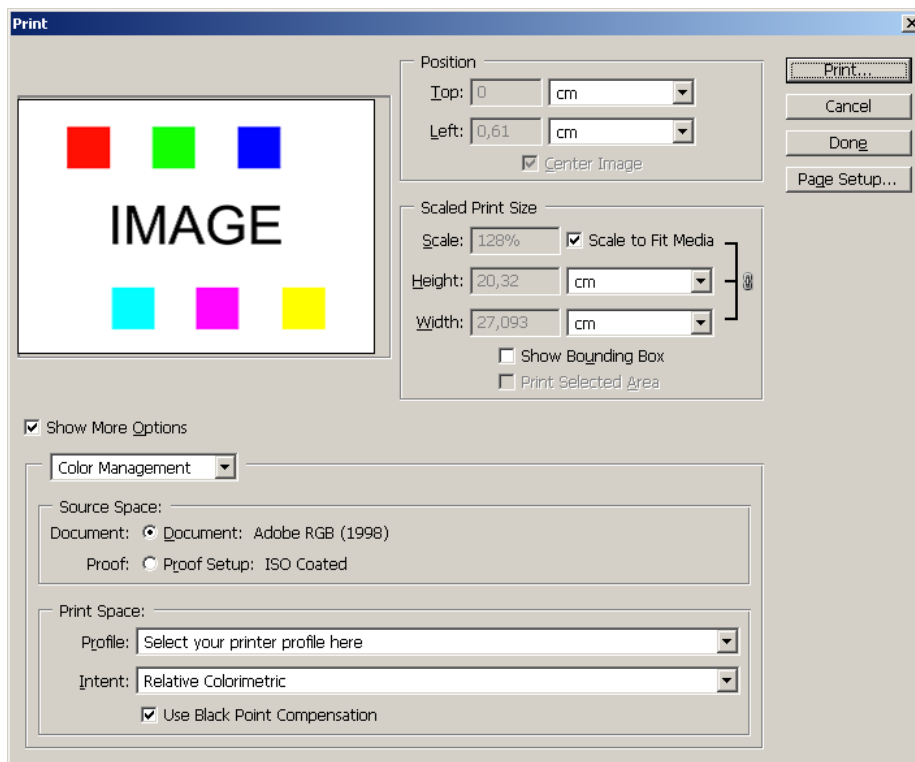 Print
IMAGE
Position
Top: 0 cm
Left: 0,61 cm
Center Image
Scaled Print Size
Scale: 128% Scale to Fit Media
Height: 20,32 cm
Width: 27,093 cm
Show Bounding Box
Print Selected Area
Print...
Cancel
Done
Page Setup...
Show More Options
Color Management
Source Space:
Document: Document: Adobe RGB (1998)
Proof: Proof Setup: ISO Coated
Print Space:
Profile: Select your printer profile here
Intent: Relative Colorimetric
Use Black Point Compensation